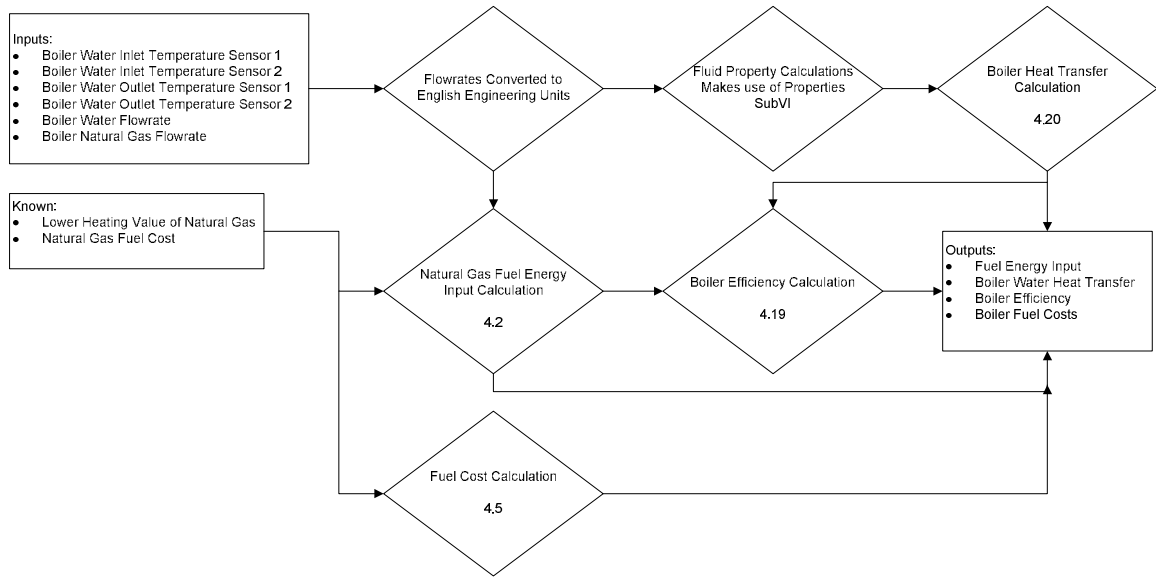 Inputs:
• Boiler Water Inlet Temperature Sensor 1
• Boiler Water Inlet Temperature Sensor 2
• Boiler Water Outlet Temperature Sensor 1
• Boiler Water Outlet Temperature Sensor 2
• Boiler Water Flowrate
• Boiler Natural Gas Flowrate
Flowrates Converted to
English Engineering Units
Fluid Property Calculations
Makes use of Properties
SubVI
Boiler Heat Transfer
Calculation
4.20
Known:
• Lower Heating Value of Natural Gas
• Natural Gas Fuel Cost
Natural Gas Fuel Energy
Input Calculation
4.2
Boiler Efficiency Calculation
4.19
Outputs:
• Fuel Energy Input
• Boiler Water Heat Transfer
• Boiler Efficiency
• Boiler Fuel Costs
Fuel Cost Calculation
4.5